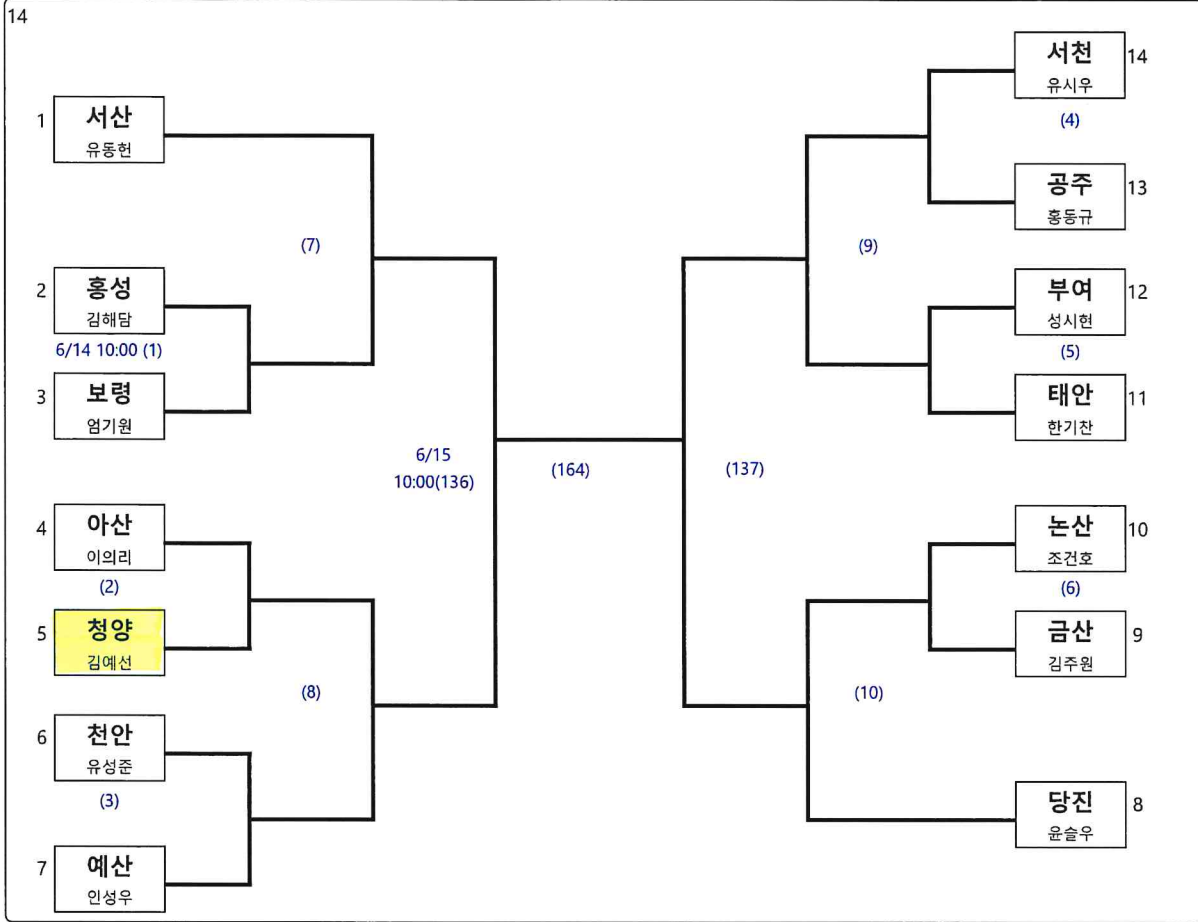 14
1
서산
유동헌
(7)
2
홍성
김해담
6/14 10:00 (1)
3
보령
엄기원
6/15
10:00(136)
4
아산
이의리
(2)
5
청양
김예선
(8)
6
천안
유성준
(3)
7
예산
인성우
(164)
서천
14
유시우
(4)
공주
13
홍동규
(9)
부여
12
성시현
(5)
태안
11
한기찬
(137)
논산
10
조건호
(6)
금산
9
김주원
(10)
당진
8
윤슬우